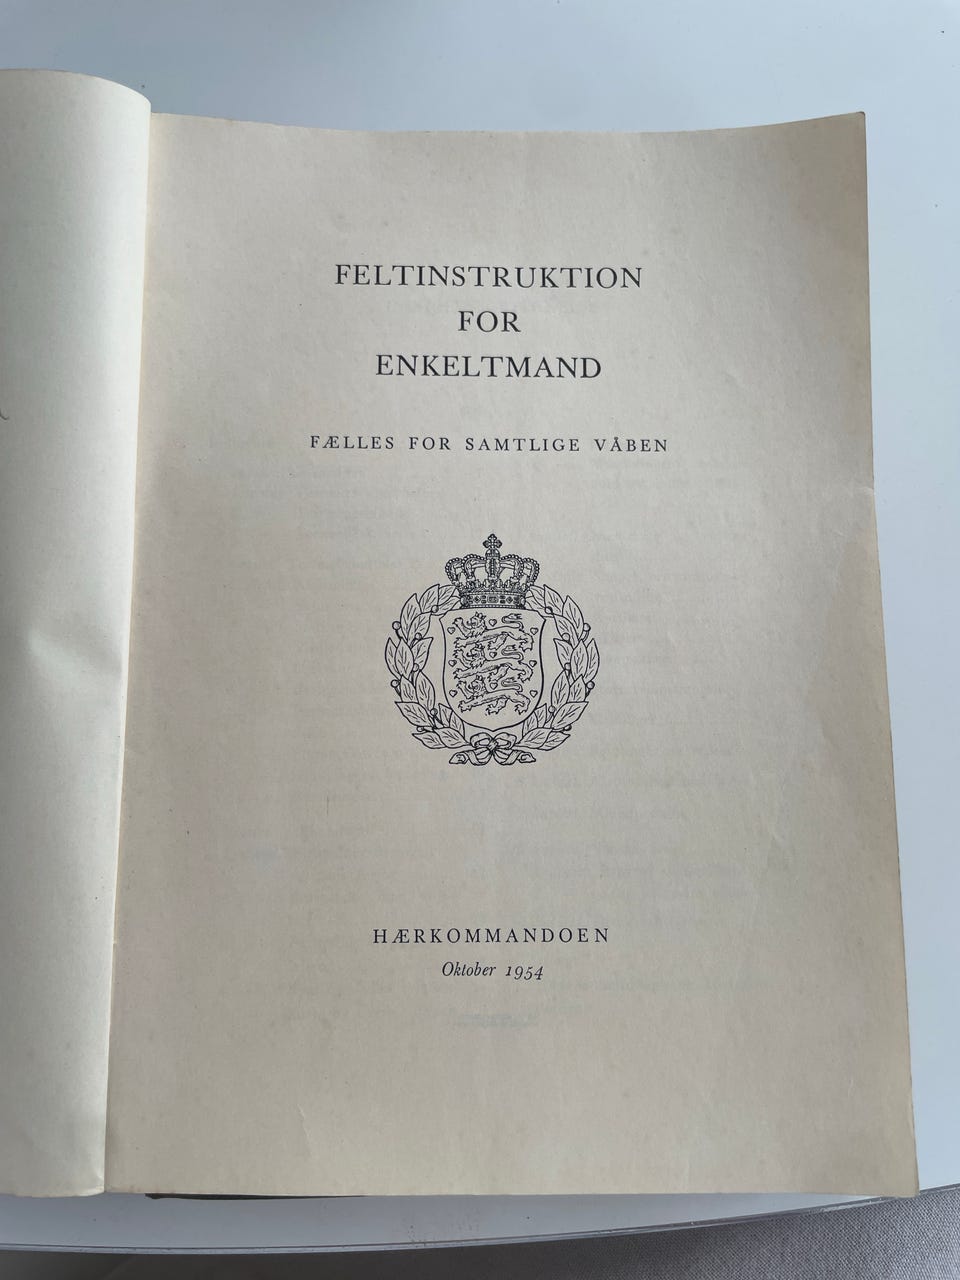 FELTINSTRUKTION
FOR
ENKELTMAND
FÆLLES FOR SAMTLIGE VÅBEN
HÆRKOMMANDOEN
Oktober 1954